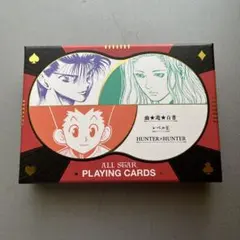 幽★遊★白書
レベルE
HUNTER×HUNTER
ALL STAR
PLAYING CARDS